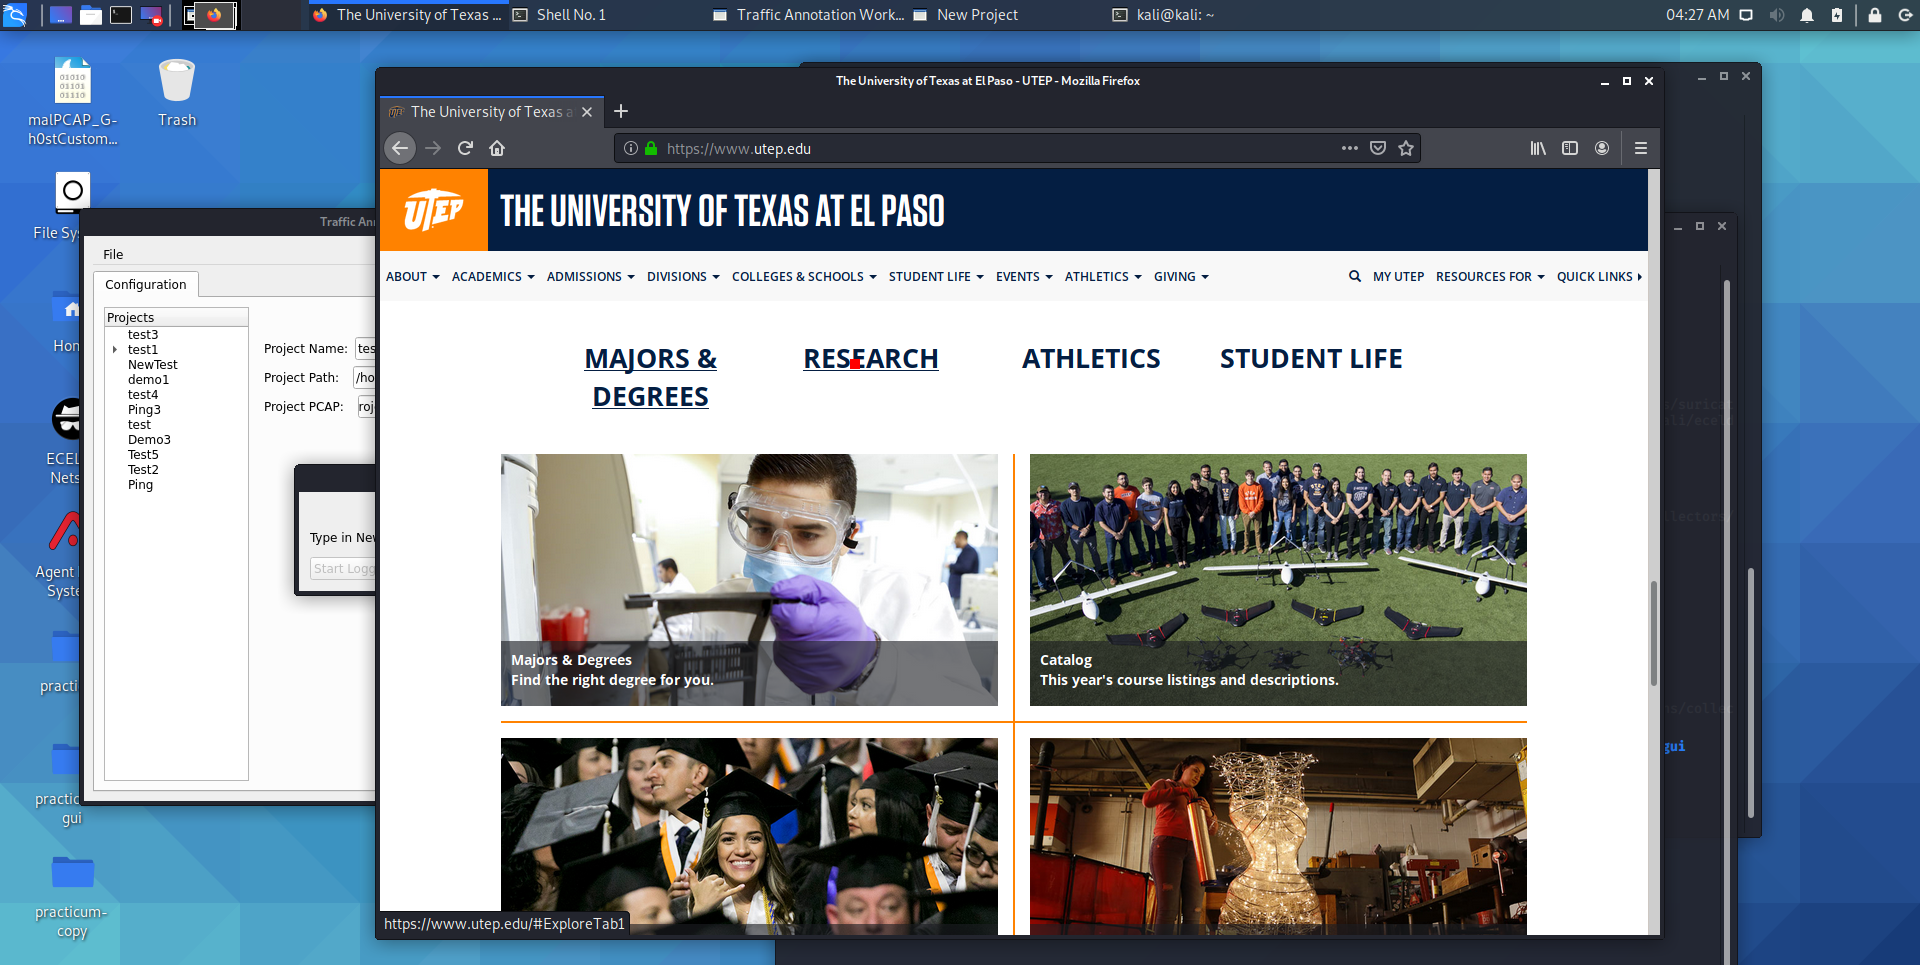 The University of Texas ...
Shell No. 1
Traffic Annotation Work...
New Project
kali@kali: ~
04:27 AM
malPCAP_G-
h0stCustom...
Trash
File Sy
Hon
ECEL
Nets
Agent
Syste
practi
practic
gui
practicum-
copy
Traffic An
File
Configuration
Projects
test3
test1
NewTest
demo1
test4
Ping3
test
Demo3
Test5
Test2
Ping
Project Name: tes
Project Path: /ho
Project PCAP: roj
Type in Nev
Start Logg
The University of Texas at El Paso - UTEP - Mozilla Firefox
The University of Texas a
https://www.utep.edu
UTEP
THE UNIVERSITY OF TEXAS AT EL PASO
ABOUT ACADEMICS ADMISSIONS DIVISIONS COLLEGES & SCHOOLS STUDENT LIFE EVENTS ATHLETICS GIVING MY UTEP RESOURCES FOR QUICK LINKS
MAJORS &
DEGREES
RESEARCH
ATHLETICS
STUDENT LIFE
Majors & Degrees
Find the right degree for you.
Catalog
This year's course listings and descriptions.
https://www.utep.edu/#ExploreTab1
gui